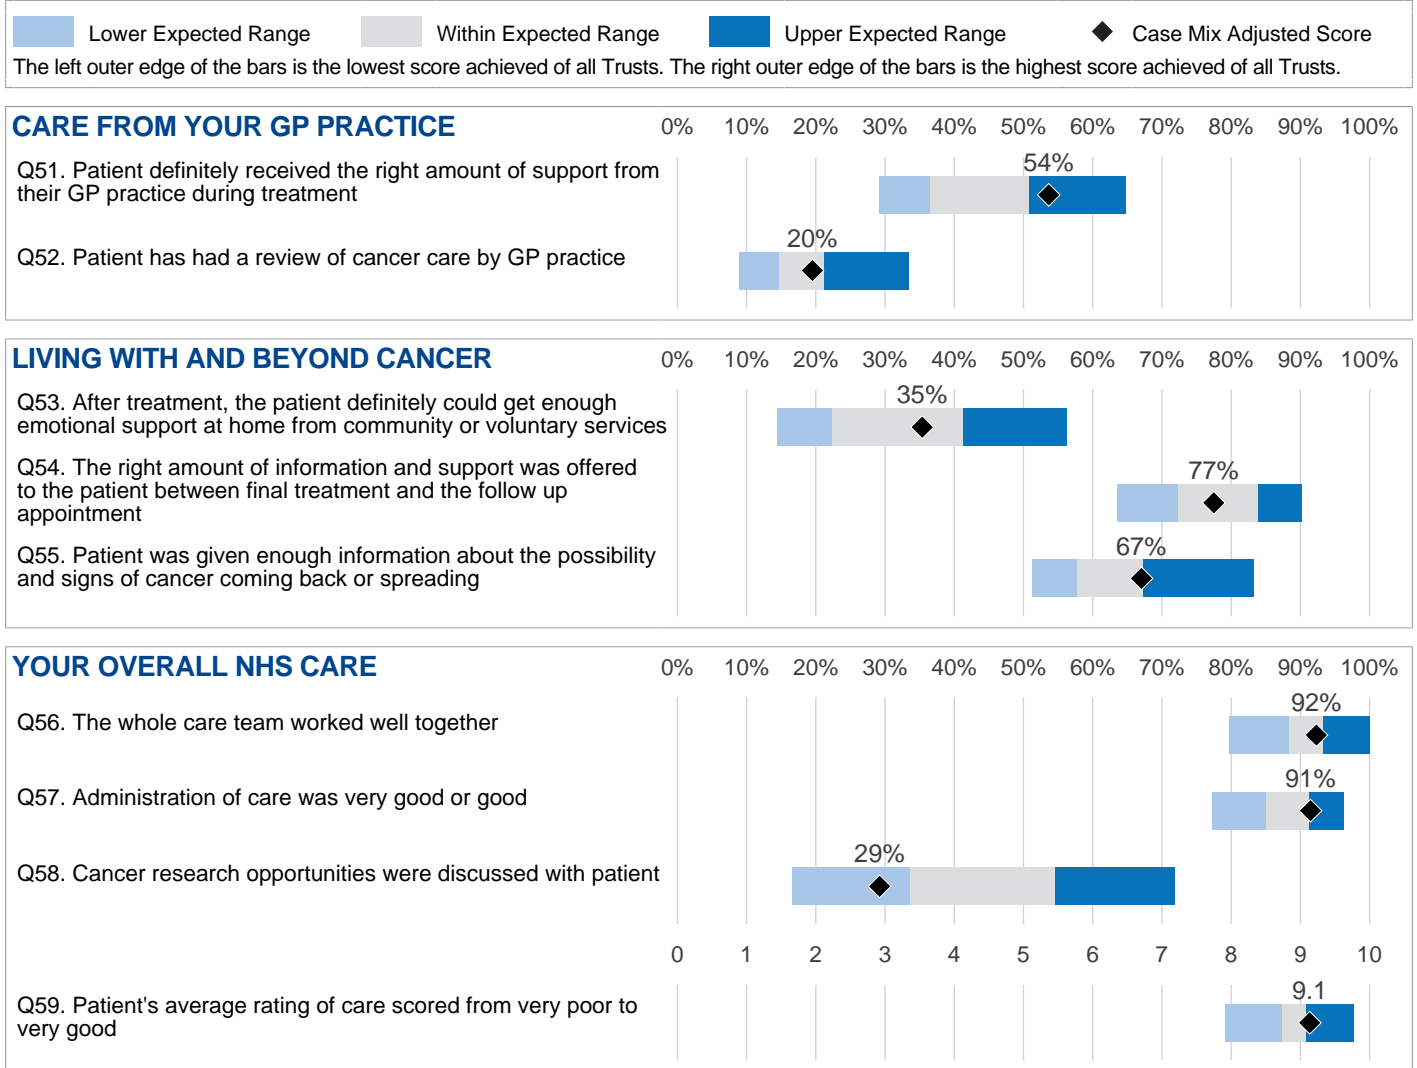 Lower Expected Range Within Expected Range Upper Expected Range Case Mix Adjusted Score
The left outer edge of the bars is the lowest score achieved of all Trusts. The right outer edge of the bars is the highest score achieved of all Trusts.
CARE FROM YOUR GP PRACTICE 0% 10% 20% 30% 40% 50% 60% 70% 80% 90% 100%
54%
Q51. Patient definitely received the right amount of support from
their GP practice during treatment
20%
Q52. Patient has had a review of cancer care by GP practice
LIVING WITH AND BEYOND CANCER 0% 10% 20% 30% 40% 50% 60% 70% 80% 90% 100%
35%
Q53. After treatment, the patient definitely could get enough
emotional support at home from community or voluntary services
Q54. The right amount of information and support was offered
77%
to the patient between final treatment and the follow up
appointment
67%
Q55. Patient was given enough information about the possibility
and signs of cancer coming back or spreading
YOUR OVERALL NHS CARE 0% 10% 20% 30% 40% 50% 60% 70% 80% 90% 100%
92%
Q56. The whole care team worked well together
91%
Q57. Administration of care was very good or good
29%
Q58. Cancer research opportunities were discussed with patient
0 1 2 3 4 5 6 7 8 9 10
9.1
Q59. Patient's average rating of care scored from very poor to
very good